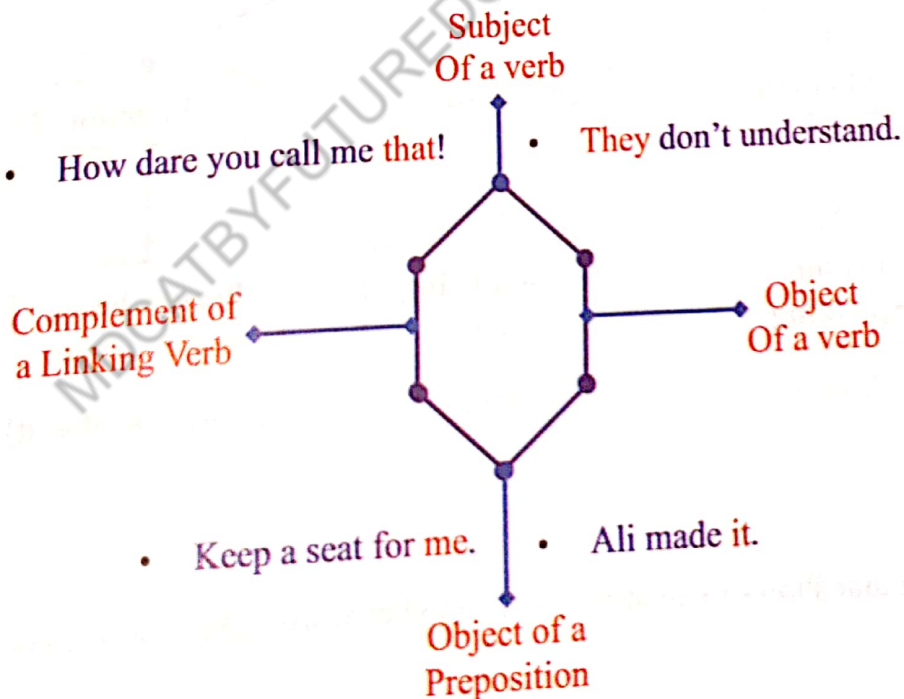 Subject
Of a verb
• How dare you call me that!
• They don't understand.
Complement of
a Linking Verb
Object
Of a verb
• Keep a seat for me.
• Ali made it.
Object of a
Preposition
MDCATBYFUTURED